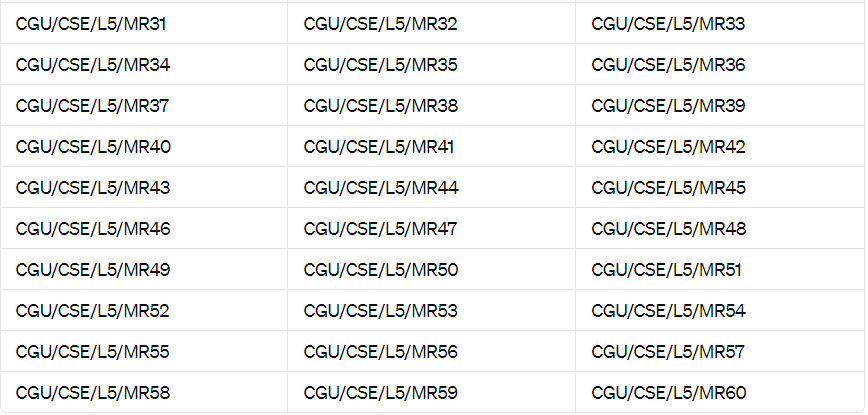 CGU/CSE/L5/MR31 CGU/CSE/L5/MR32 CGU/CSE/L5/MR33
CGU/CSE/L5/MR34 CGU/CSE/L5/MR35 CGU/CSE/L5/MR36
CGU/CSE/L5/MR37 CGU/CSE/L5/MR38 CGU/CSE/L5/MR39
CGU/CSE/L5/MR40 CGU/CSE/L5/MR41 CGU/CSE/L5/MR42
CGU/CSE/L5/MR43 CGU/CSE/L5/MR44 CGU/CSE/L5/MR45
CGU/CSE/L5/MR46 CGU/CSE/L5/MR47 CGU/CSE/L5/MR48
CGU/CSE/L5/MR49 CGU/CSE/L5/MR50 CGU/CSE/L5/MR51
CGU/CSE/L5/MR52 CGU/CSE/L5/MR53 CGU/CSE/L5/MR54
CGU/CSE/L5/MR55 CGU/CSE/L5/MR56 CGU/CSE/L5/MR57
CGU/CSE/L5/MR58 CGU/CSE/L5/MR59 CGU/CSE/L5/MR60